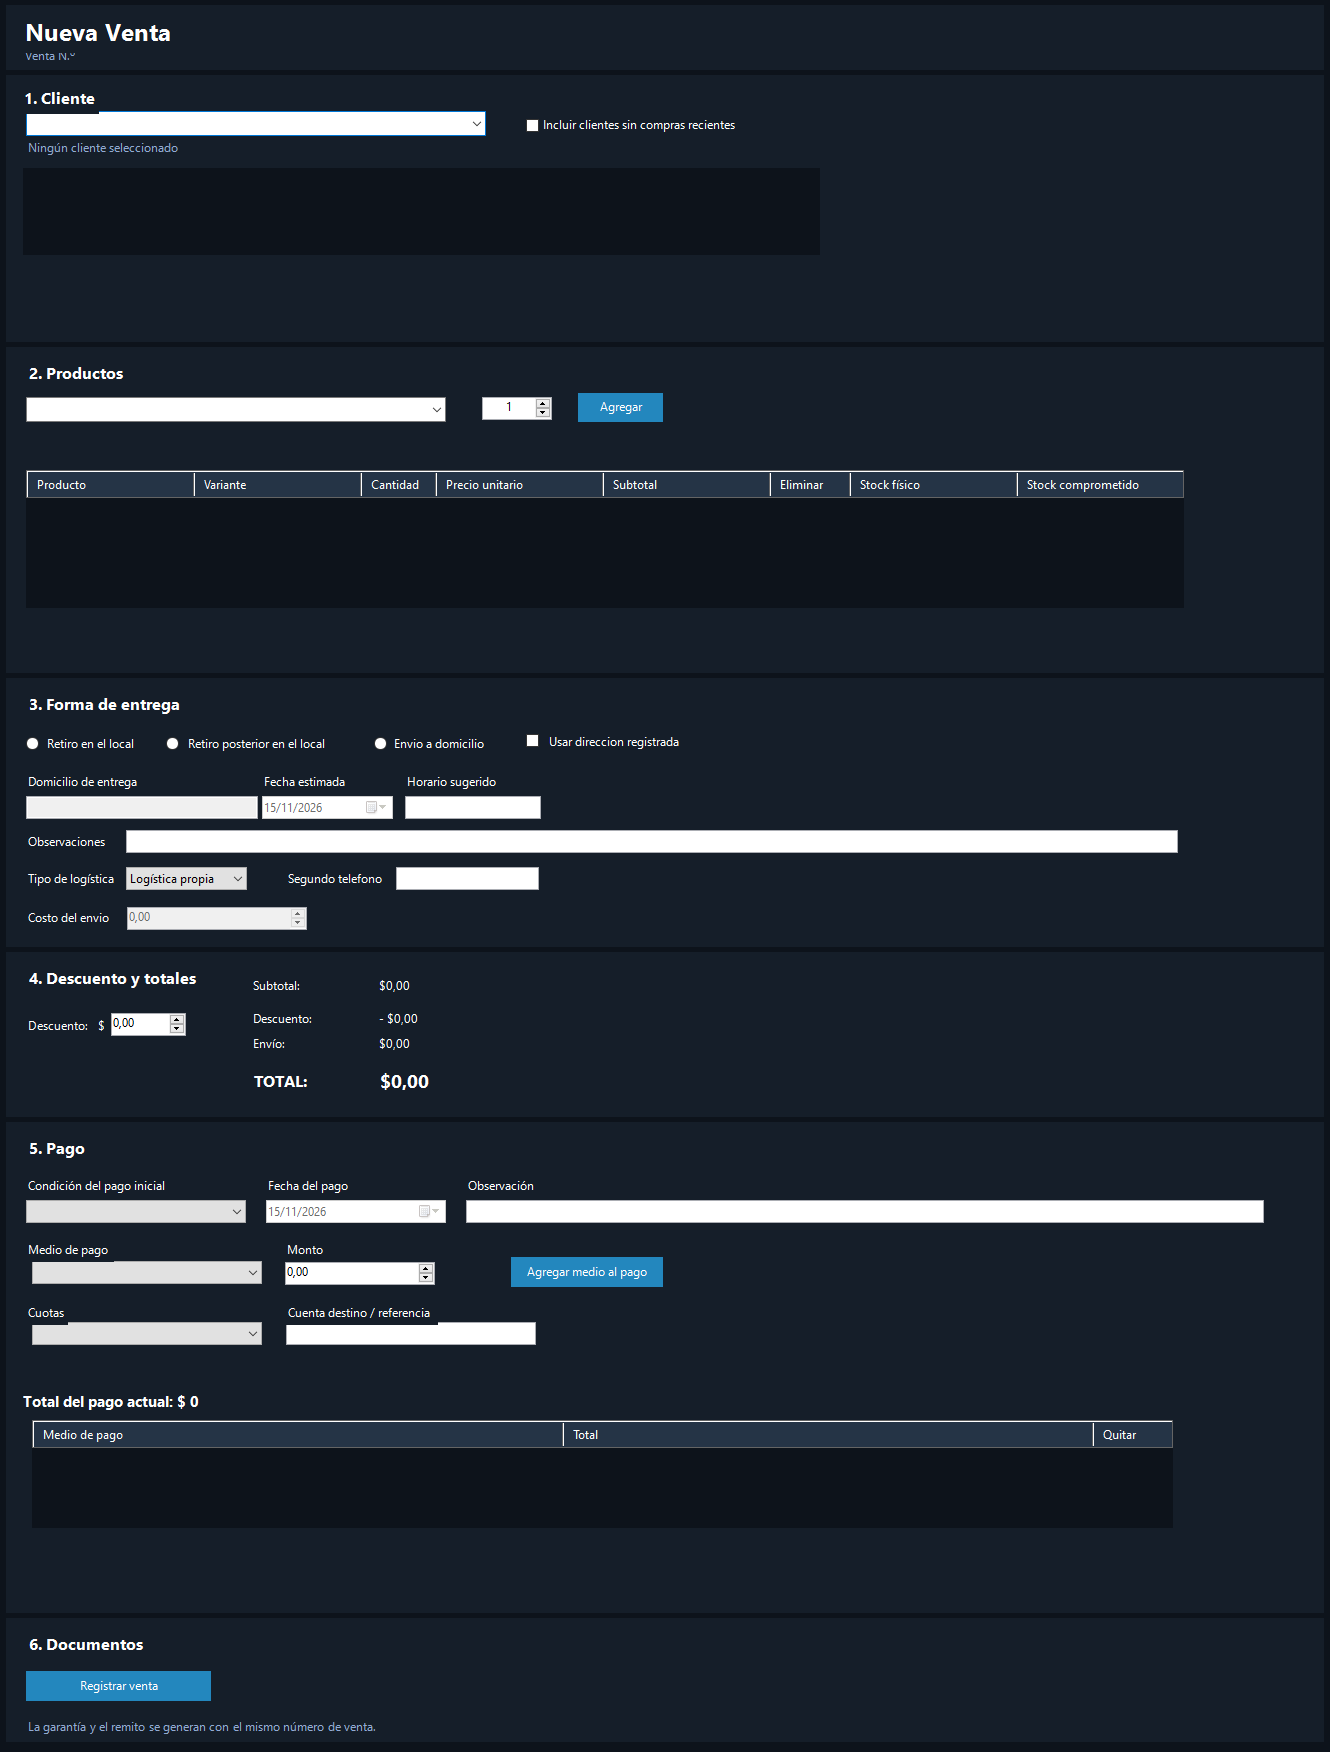 Nueva Venta
Venta N.º
1. Cliente
Incluir clientes sin compras recientes
Ningún cliente seleccionado
2. Productos
1 Agregar
Producto Variante Cantidad Precio unitario Subtotal Eliminar Stock físico Stock comprometido
3. Forma de entrega
Retiro en el local Retiro posterior en el local Envio a domicilio Usar direccion registrada
Domicilio de entrega Fecha estimada Horario sugerido
15/11/2026
Observaciones
Tipo de logística Logística propia Segundo telefono
Costo del envio 0,00
4. Descuento y totales
Subtotal: $0,00
Descuento: $ 0,00
Descuento: - $0,00
Envío: $0,00
TOTAL: $0,00
5. Pago
Condición del pago inicial Fecha del pago Observación
15/11/2026
Medio de pago Monto
0,00 Agregar medio al pago
Cuotas Cuenta destino / referencia
Total del pago actual: $ 0
Medio de pago Total Quitar
6. Documentos
Registrar venta
La garantía y el remito se generan con el mismo número de venta.